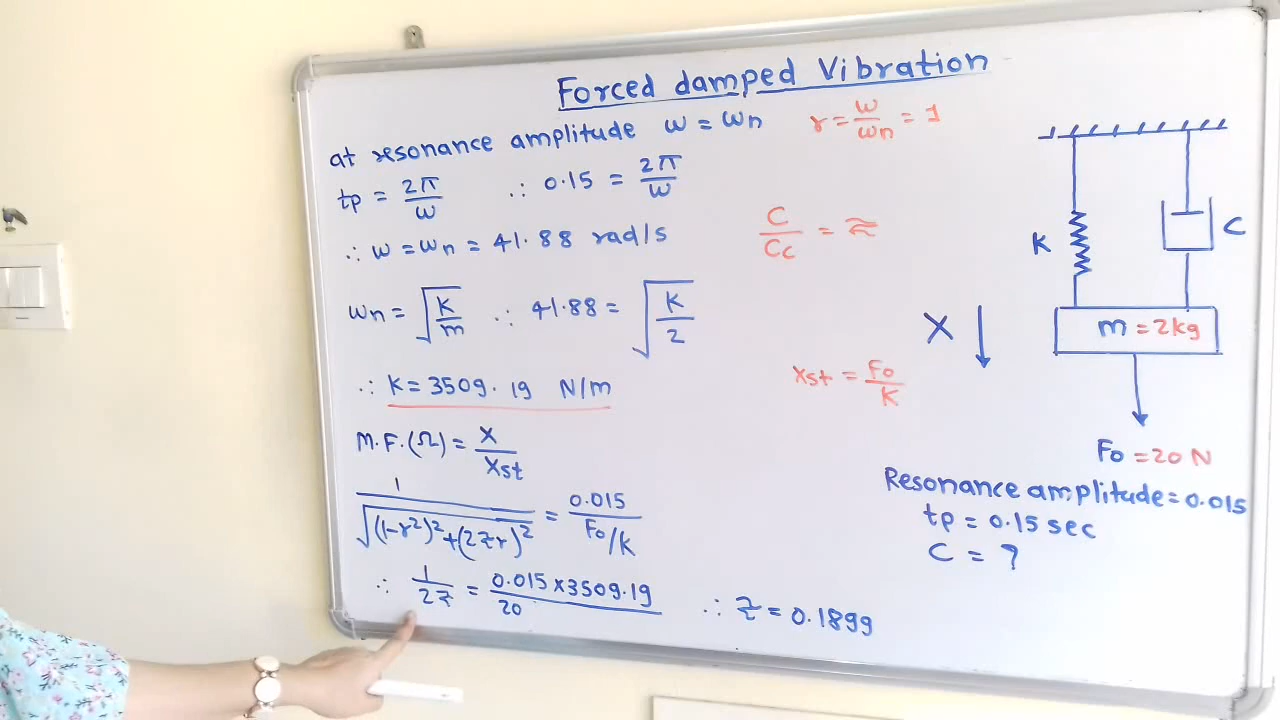 Forced damped Vibration
at resonance amplitude ω = ωn
r = ω/ωn = 1
tp = 2π/ω ∴ 0.15 = 2π/ω
∴ ω = ωn = 41.88 rad/s
C/Cc = ≈
ωn = √(K/m) ∴ 41.88 = √(K/2)
∴ K = 3509.19 N/m
xst = Fo/K
M.F.(Ω) = X/Xst
1/√((1-r²)²+(2ζr)²) = 0.015/(Fo/K)
∴ 1/2ζ = 0.015×3509.19/20 ∴ ζ = 0.1899
K
C
m = 2kg
X
Fo = 20 N
Resonance amplitude = 0.015
tp = 0.15 sec
C = ?